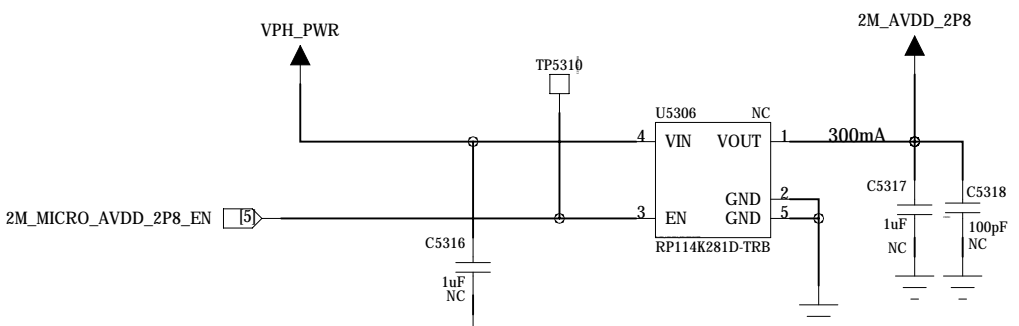 2M_AVDD_2P8
VPH_PWR
TP5310
U5306 NC
4 VIN VOUT 1 300mA
GND 2
2M_MICRO_AVDD_2P8_EN [5] 3 EN GND 5
RP114K281D-TRB
C5316
1uF
NC
C5317
1uF
NC
C5318
100pF
NC